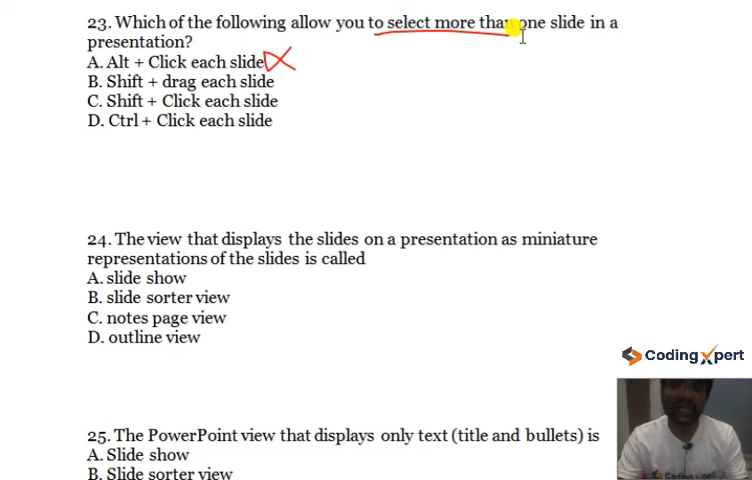 23. Which of the following allow you to select more than one slide in a
presentation?
A. Alt + Click each slide
B. Shift + drag each slide
C. Shift + Click each slide
D. Ctrl + Click each slide
24. The view that displays the slides on a presentation as miniature
representations of the slides is called
A. slide show
B. slide sorter view
C. notes page view
D. outline view
Coding Xpert
25. The PowerPoint view that displays only text (title and bullets) is
A. Slide show
B. Slide sorter view